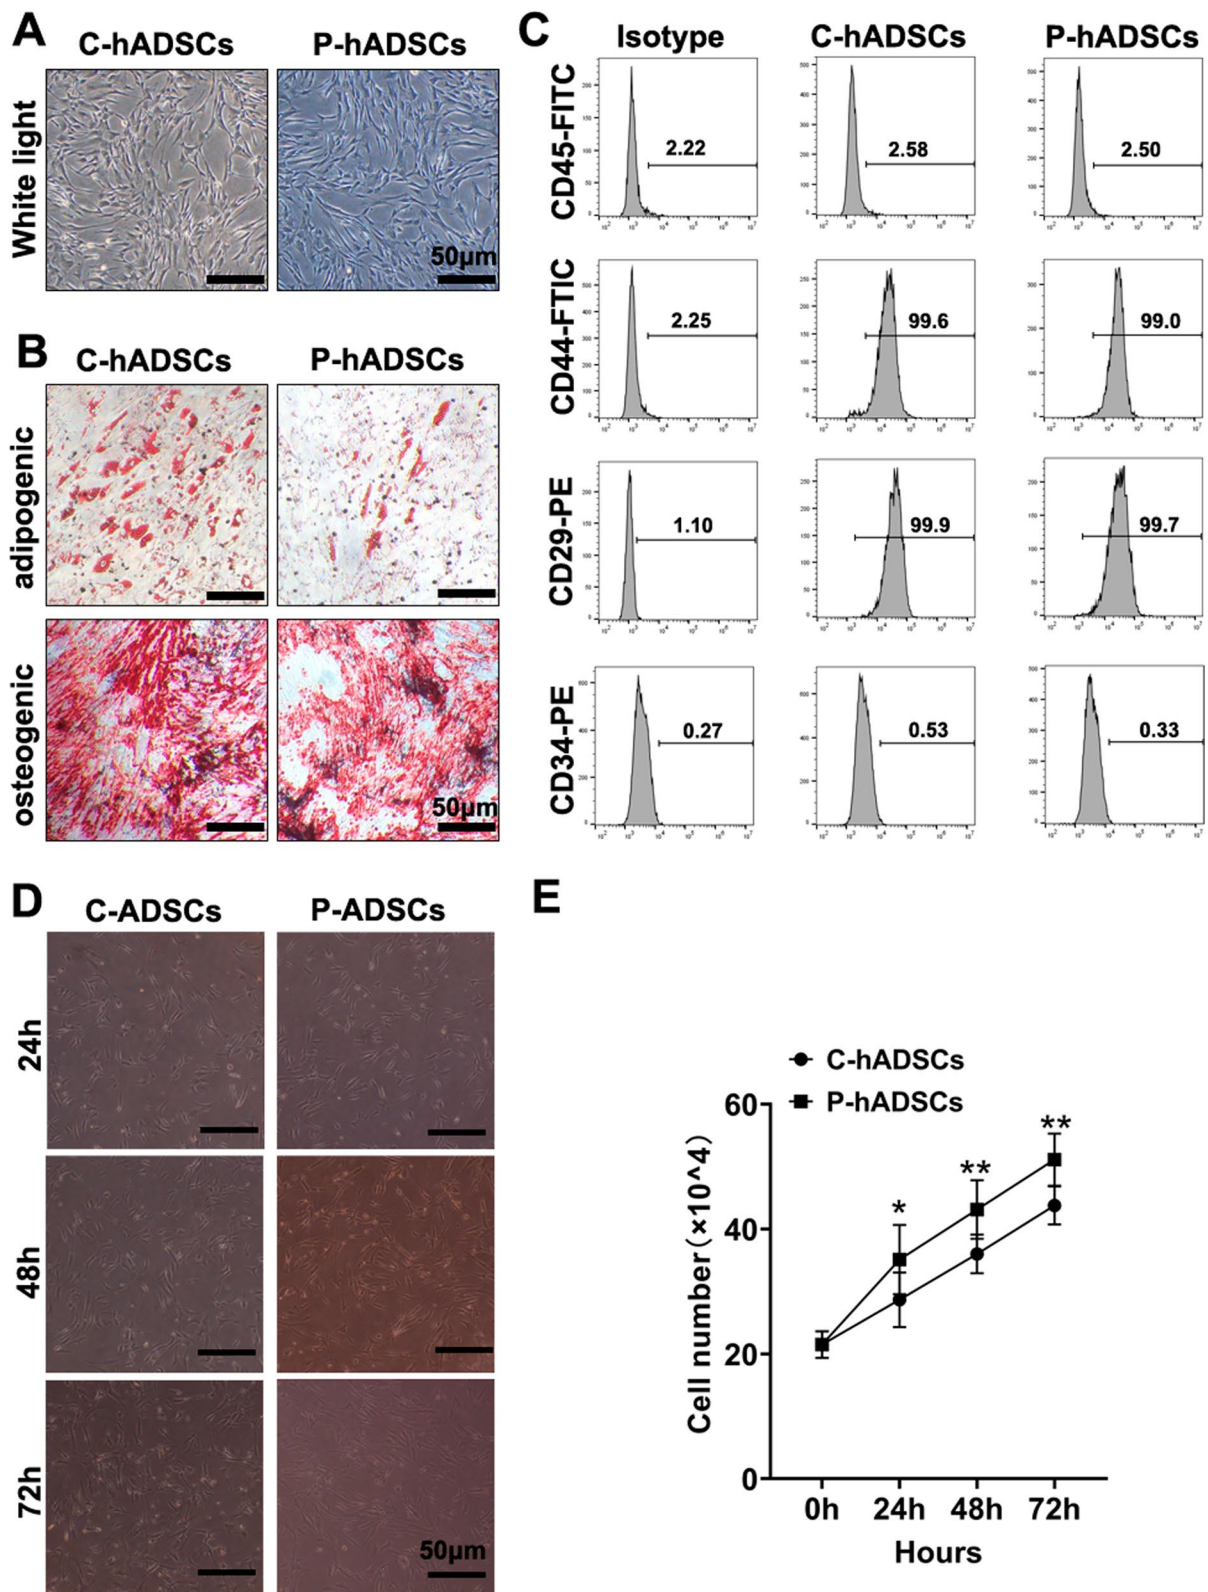 A
C-hADSCs P-hADSCs
White light
50μm
B
C-hADSCs P-hADSCs
adipogenic
osteogenic
50μm
C
Isotype C-hADSCs P-hADSCs
CD45-FITC
2.22 2.58 2.50
CD44-FTIC
2.25 99.6 99.0
CD29-PE
1.10 99.9 99.7
CD34-PE
0.27 0.53 0.33
D
C-ADSCs P-ADSCs
24h
48h
72h
50μm
E
C-hADSCs
P-hADSCs
Cell number（×10^4)
60
40
20
0
* ** **
0h 24h 48h 72h
Hours